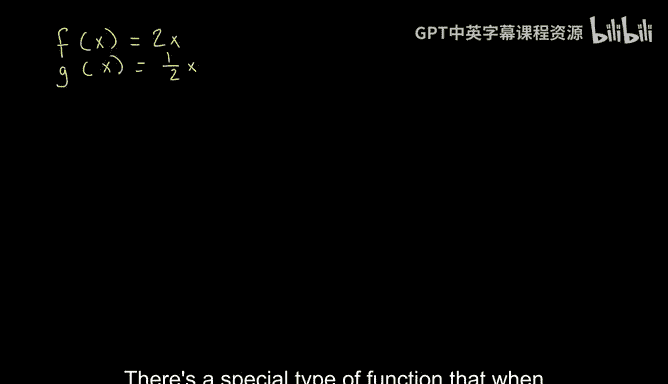 f(x) = 2x
GPT中英字幕课程资源 bilibili
g(x) = 1/2 x
There's a special type of function that when